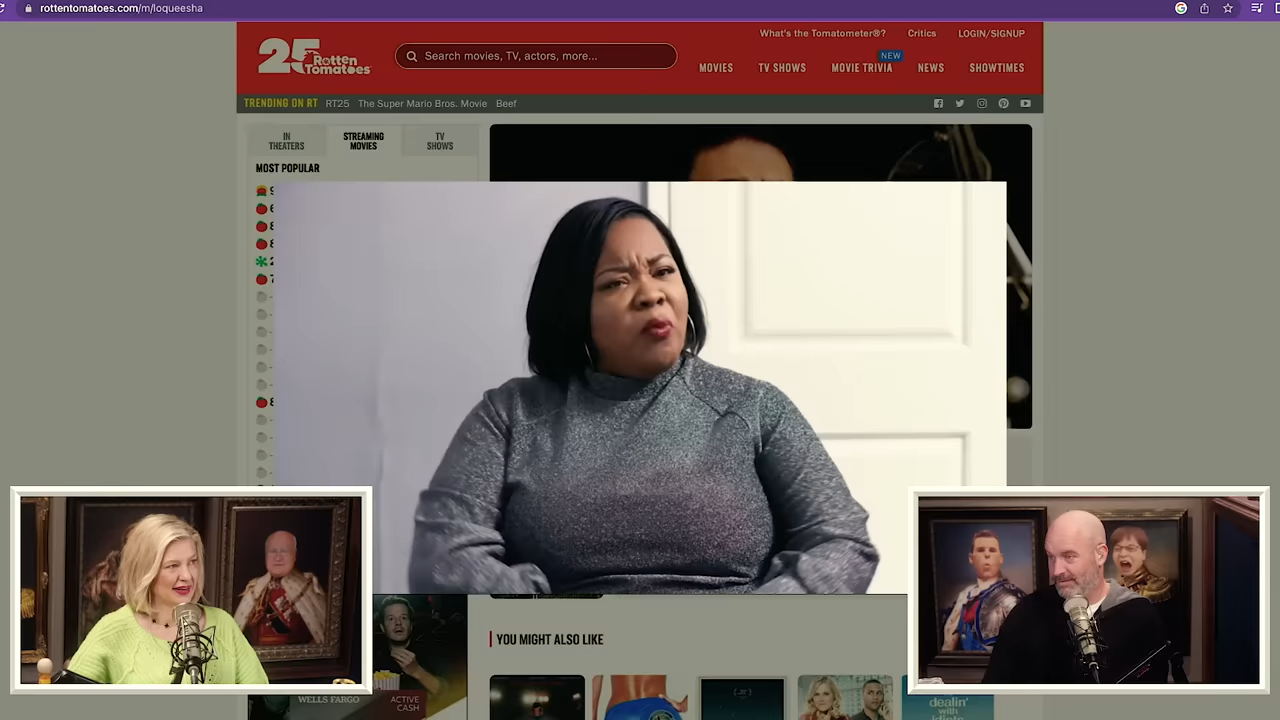 rottentomatoes.com/m/loqueesha
What's the Tomatometer®?
Critics
LOGIN/SIGNUP
25
Rotten
Tomatoes
Search movies, TV, actors, more...
NEW
MOVIES
TV SHOWS
MOVIE TRIVIA
NEWS
SHOWTIMES
TRENDING ON RT
RT25
The Super Mario Bros. Movie
Beef
IN
THEATERS
STREAMING
MOVIES
TV
SHOWS
MOST POPULAR
YOU MIGHT ALSO LIKE
WELLS FARGO
ACTIVE
CASH
dealin'
with
idiots